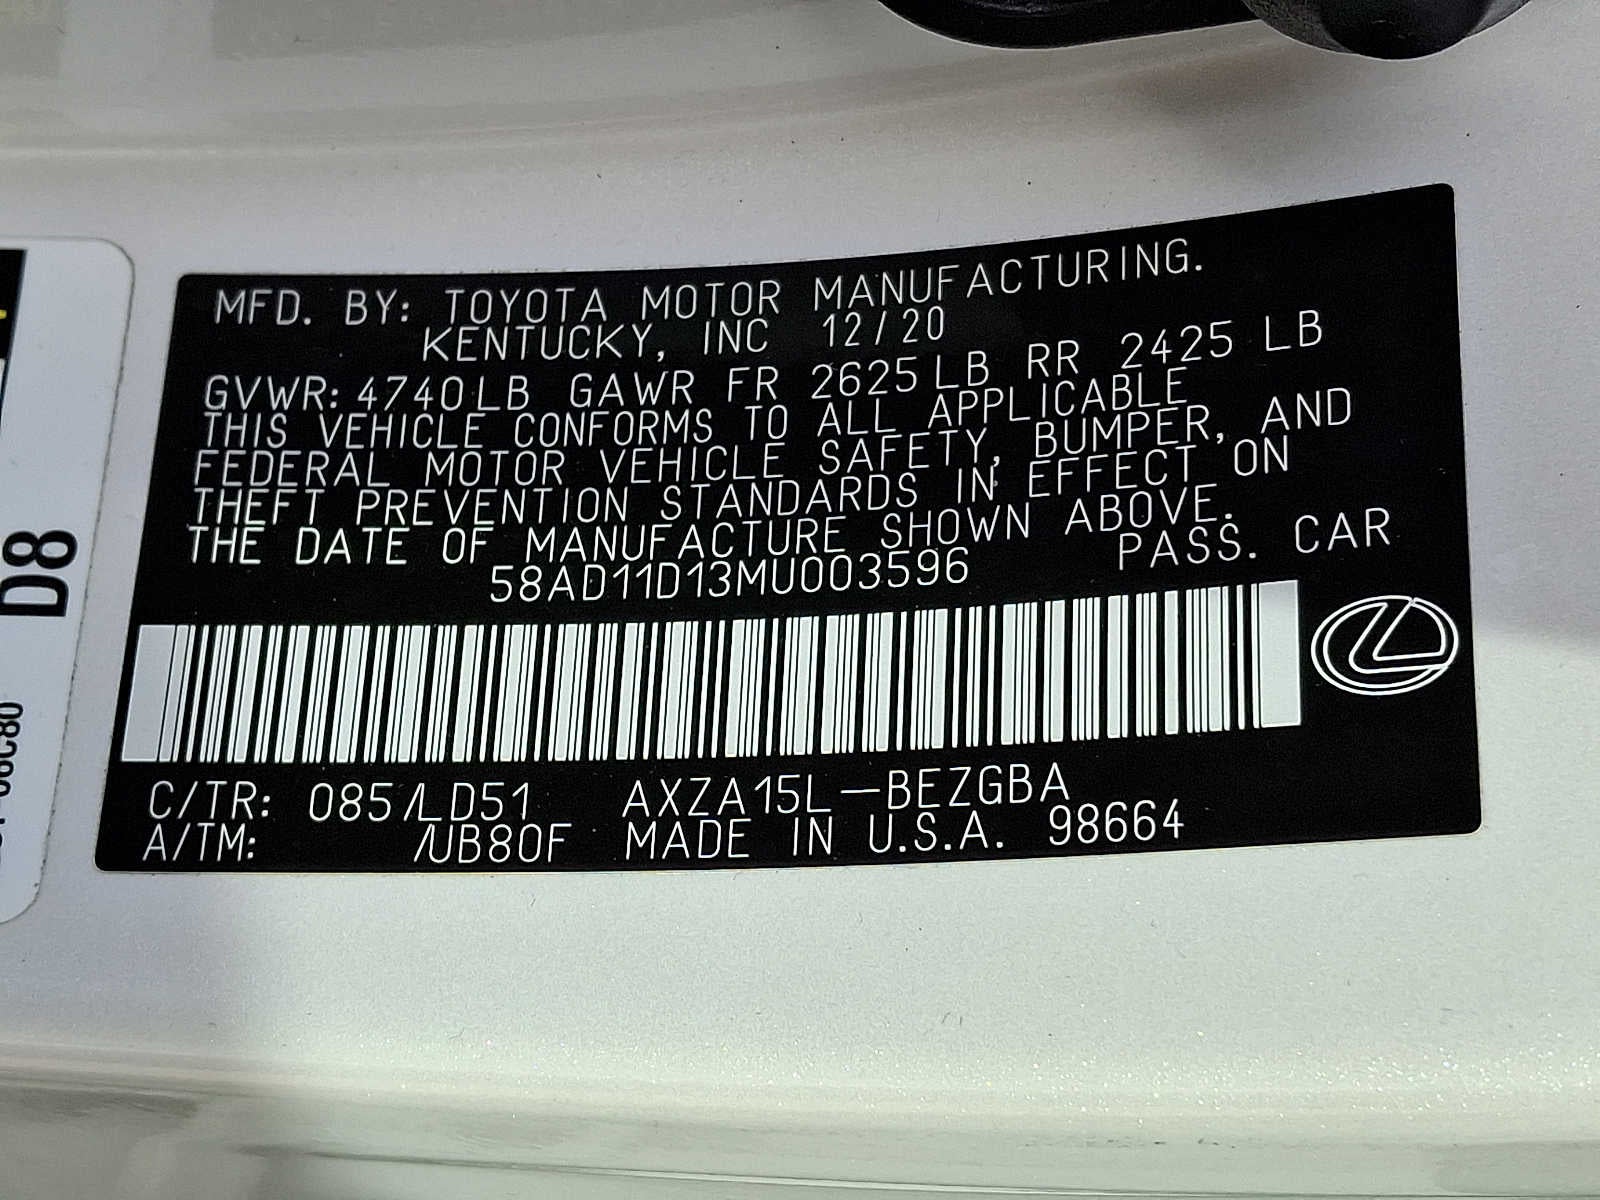 MFD. BY: TOYOTA MOTOR MANUFACTURING.
KENTUCKY, INC 12/20
GVWR: 4740LB GAWR FR 2625LB RR 2425 LB
THIS VEHICLE CONFORMS TO ALL APPLICABLE
FEDERAL MOTOR VEHICLE SAFETY, BUMPER, AND
THEFT PREVENTION STANDARDS IN EFFECT ON
THE DATE OF MANUFACTURE SHOWN ABOVE.
58AD11D13MU003596 PASS. CAR
C/TR: 085/LD51 AXZA15L-BEZGBA
A/TM: /UB80F MADE IN U.S.A. 98664
D8